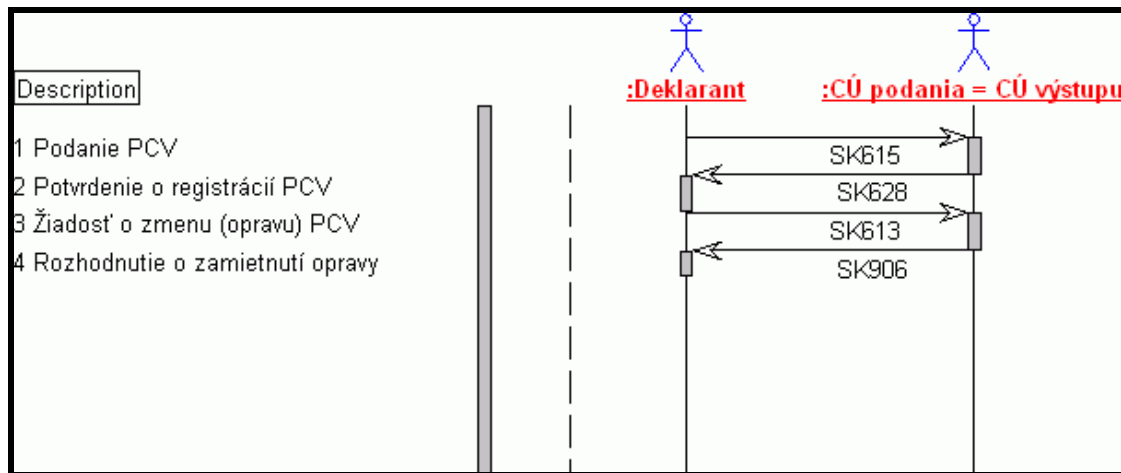 Description
:Deklarant
:CÚ podania = CÚ výstupu
1 Podanie PCV
SK615
2 Potvrdenie o registrácií PCV
SK628
3 Žiadosť o zmenu (opravu) PCV
SK613
4 Rozhodnutie o zamietnutí opravy
SK906